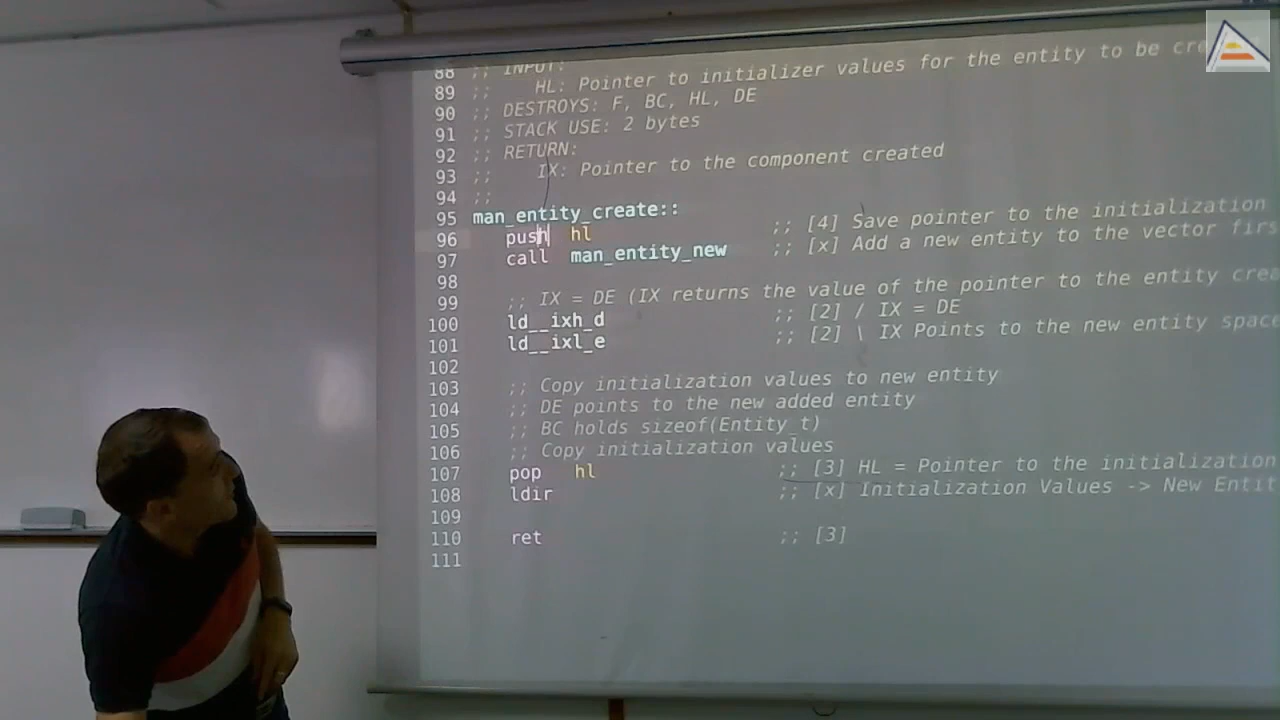 88 ;; INPUT:
89 ;; HL: Pointer to initializer values for the entity to be cre
90 ;; DESTROYS: F, BC, HL, DE
91 ;; STACK USE: 2 bytes
92 ;; RETURN:
93 ;; IX: Pointer to the component created
94 ;;
95 man_entity_create::
96 push hl ;; [4] Save pointer to the initialization
97 call man_entity_new ;; [x] Add a new entity to the vector firs
98
99 ;; IX = DE (IX returns the value of the pointer to the entity crea
100 ld__ixh_d ;; [2] / IX = DE
101 ld__ixl_e ;; [2] \ IX Points to the new entity space
102
103 ;; Copy initialization values to new entity
104 ;; DE points to the new added entity
105 ;; BC holds sizeof(Entity_t)
106 ;; Copy initialization values
107 pop hl ;; [3] HL = Pointer to the initialization
108 ldir ;; [x] Initialization Values -> New Entit
109
110 ret ;; [3]
111